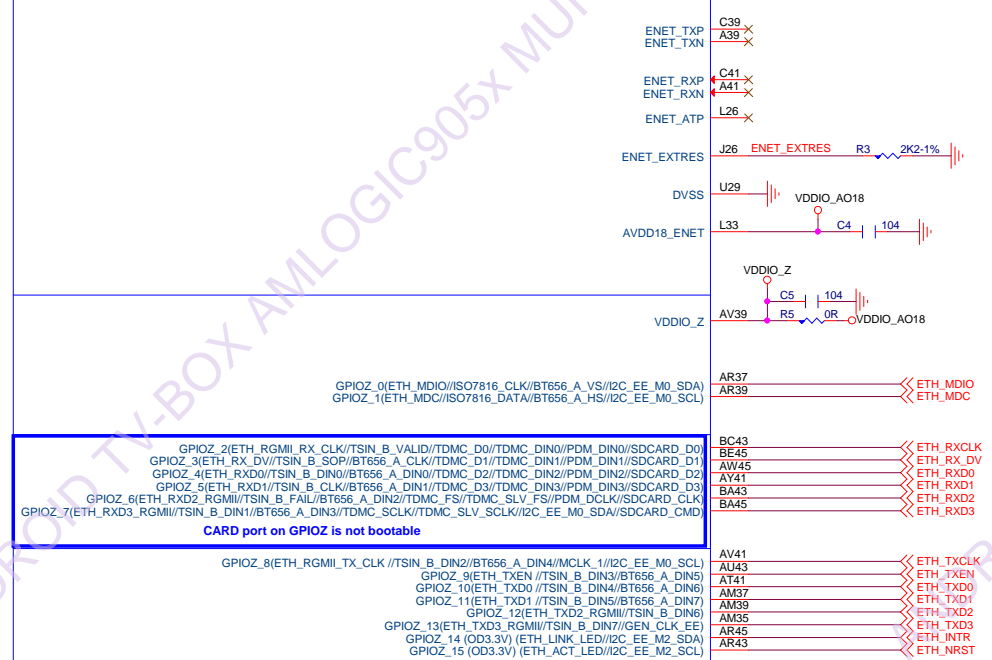 ENET_TXP C39
ENET_TXN A39
ENET_RXP C41
ENET_RXN A41
ENET_ATP L26
ENET_EXTRES J26 ENET_EXTRES R3 2K2-1%
DVSS U29
VDDIO_AO18
AVDD18_ENET L33 C4 104
VDDIO_Z
C5 104
VDDIO_Z AV39 R5 0R VDDIO_AO18
GPIOZ_0(ETH_MDIO//ISO7816_CLK//BT656_A_VS//I2C_EE_M0_SDA) AR37 ETH_MDIO
GPIOZ_1(ETH_MDC//ISO7816_DATA//BT656_A_HS//I2C_EE_M0_SCL) AR39 ETH_MDC
GPIOZ_2(ETH_RGMII_RX_CLK//TSIN_B_VALID//TDMC_D0//TDMC_DIN0//PDM_DIN0//SDCARD_D0) BC43 ETH_RXCLK
GPIOZ_3(ETH_RX_DV//TSIN_B_SOP//BT656_A_CLK//TDMC_D1//TDMC_DIN1//PDM_DIN1//SDCARD_D1) BE45 ETH_RX_DV
GPIOZ_4(ETH_RXD0//TSIN_B_DIN0//BT656_A_DIN0//TDMC_D2//TDMC_DIN2//PDM_DIN2//SDCARD_D2) AW45 ETH_RXD0
GPIOZ_5(ETH_RXD1//TSIN_B_CLK//BT656_A_DIN1//TDMC_D3//TDMC_DIN3//PDM_DIN3//SDCARD_D3) AY41 ETH_RXD1
GPIOZ_6(ETH_RXD2_RGMII//TSIN_B_FAIL//BT656_A_DIN2//TDMC_FS//TDMC_SLV_FS//PDM_DCLK//SDCARD_CLK) BA43 ETH_RXD2
GPIOZ_7(ETH_RXD3_RGMII//TSIN_B_DIN1//BT656_A_DIN3//TDMC_SCLK//TDMC_SLV_SCLK//I2C_EE_M0_SDA//SDCARD_CMD) BA45 ETH_RXD3
CARD port on GPIOZ is not bootable
GPIOZ_8(ETH_RGMII_TX_CLK //TSIN_B_DIN2//BT656_A_DIN4//MCLK_1//I2C_EE_M0_SCL) AV41 ETH_TXCLK
GPIOZ_9(ETH_TXEN //TSIN_B_DIN3//BT656_A_DIN5) AU43 ETH_TXEN
GPIOZ_10(ETH_TXD0 //TSIN_B_DIN4//BT656_A_DIN6) AT41 ETH_TXD0
GPIOZ_11(ETH_TXD1 //TSIN_B_DIN5//BT656_A_DIN7) AM37 ETH_TXD1
GPIOZ_12(ETH_TXD2_RGMII//TSIN_B_DIN6) AM39 ETH_TXD2
GPIOZ_13(ETH_TXD3_RGMII//TSIN_B_DIN7//GEN_CLK_EE) AM35 ETH_TXD3
GPIOZ_14 (OD3.3V) (ETH_LINK_LED//I2C_EE_M2_SDA) AR45 ETH_INTR
GPIOZ_15 (OD3.3V) (ETH_ACT_LED//I2C_EE_M2_SCL) AR43 ETH_NRST
TV-BOX AMLOGIC905x